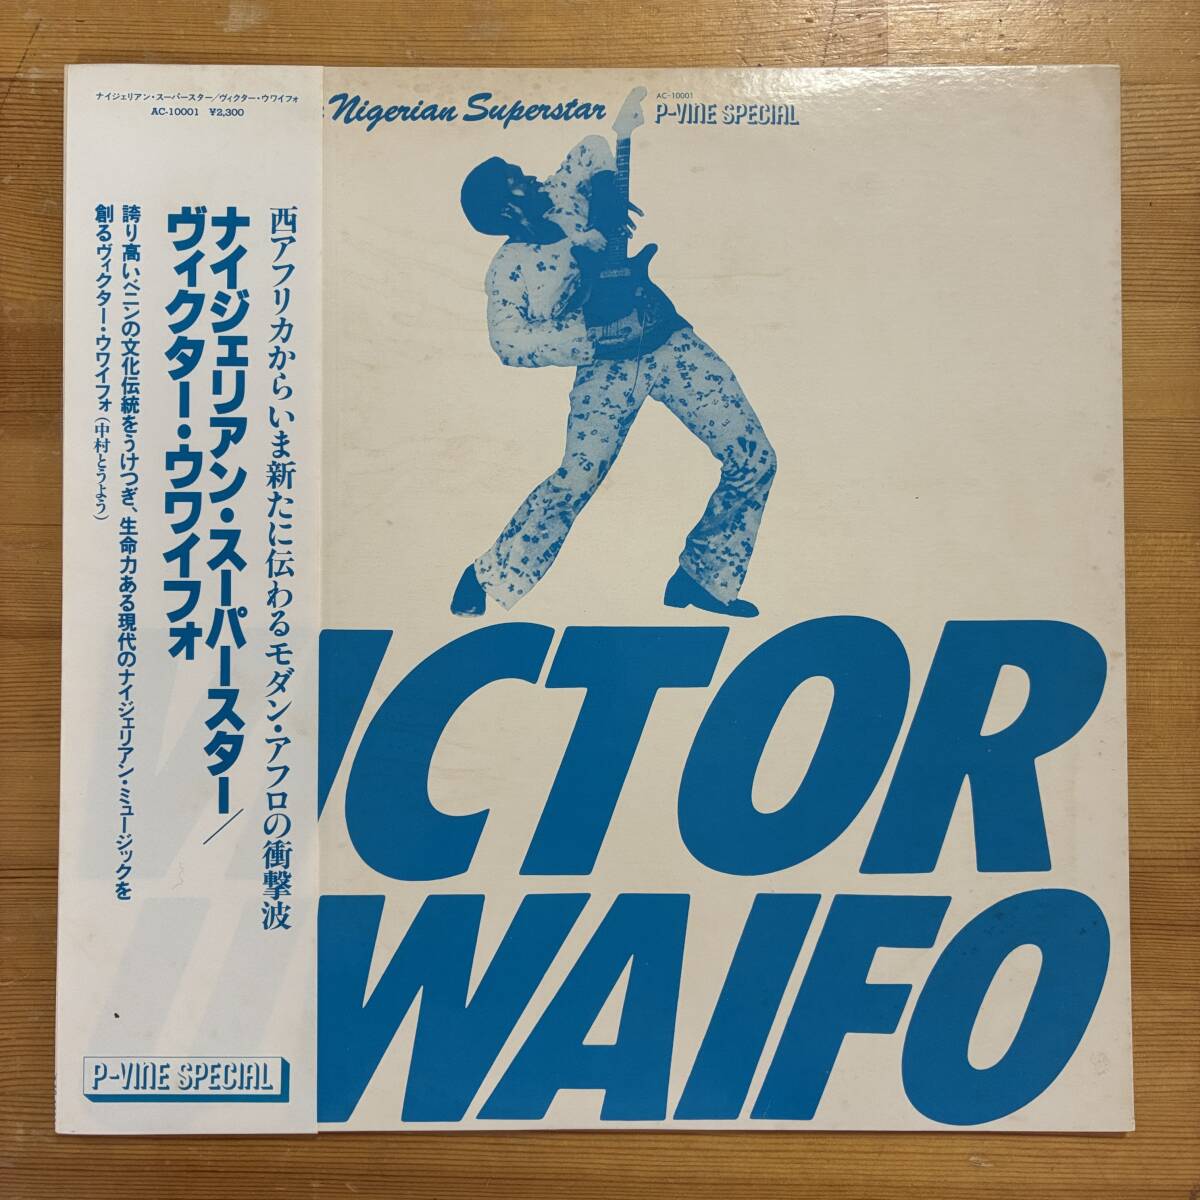 ナイジェリアン・スーパースター/ヴィクター・ウワイフォ
AC-10001 ¥2,300
西アフリカからいま新たに伝わるモダン・アフロの衝撃波
ナイジェリアン・スーパースター/
ヴィクター・ウワイフォ
誇り高いベニンの文化伝統をうけつぎ、生命力ある現代のナイジェリアン・ミュージックを
創るヴィクター・ウワイフォ(中村とうよう)
P-VINE SPECIAL
Nigerian Superstar
AC-10001
P-VINE SPECIAL
ICTOR
WAIFO